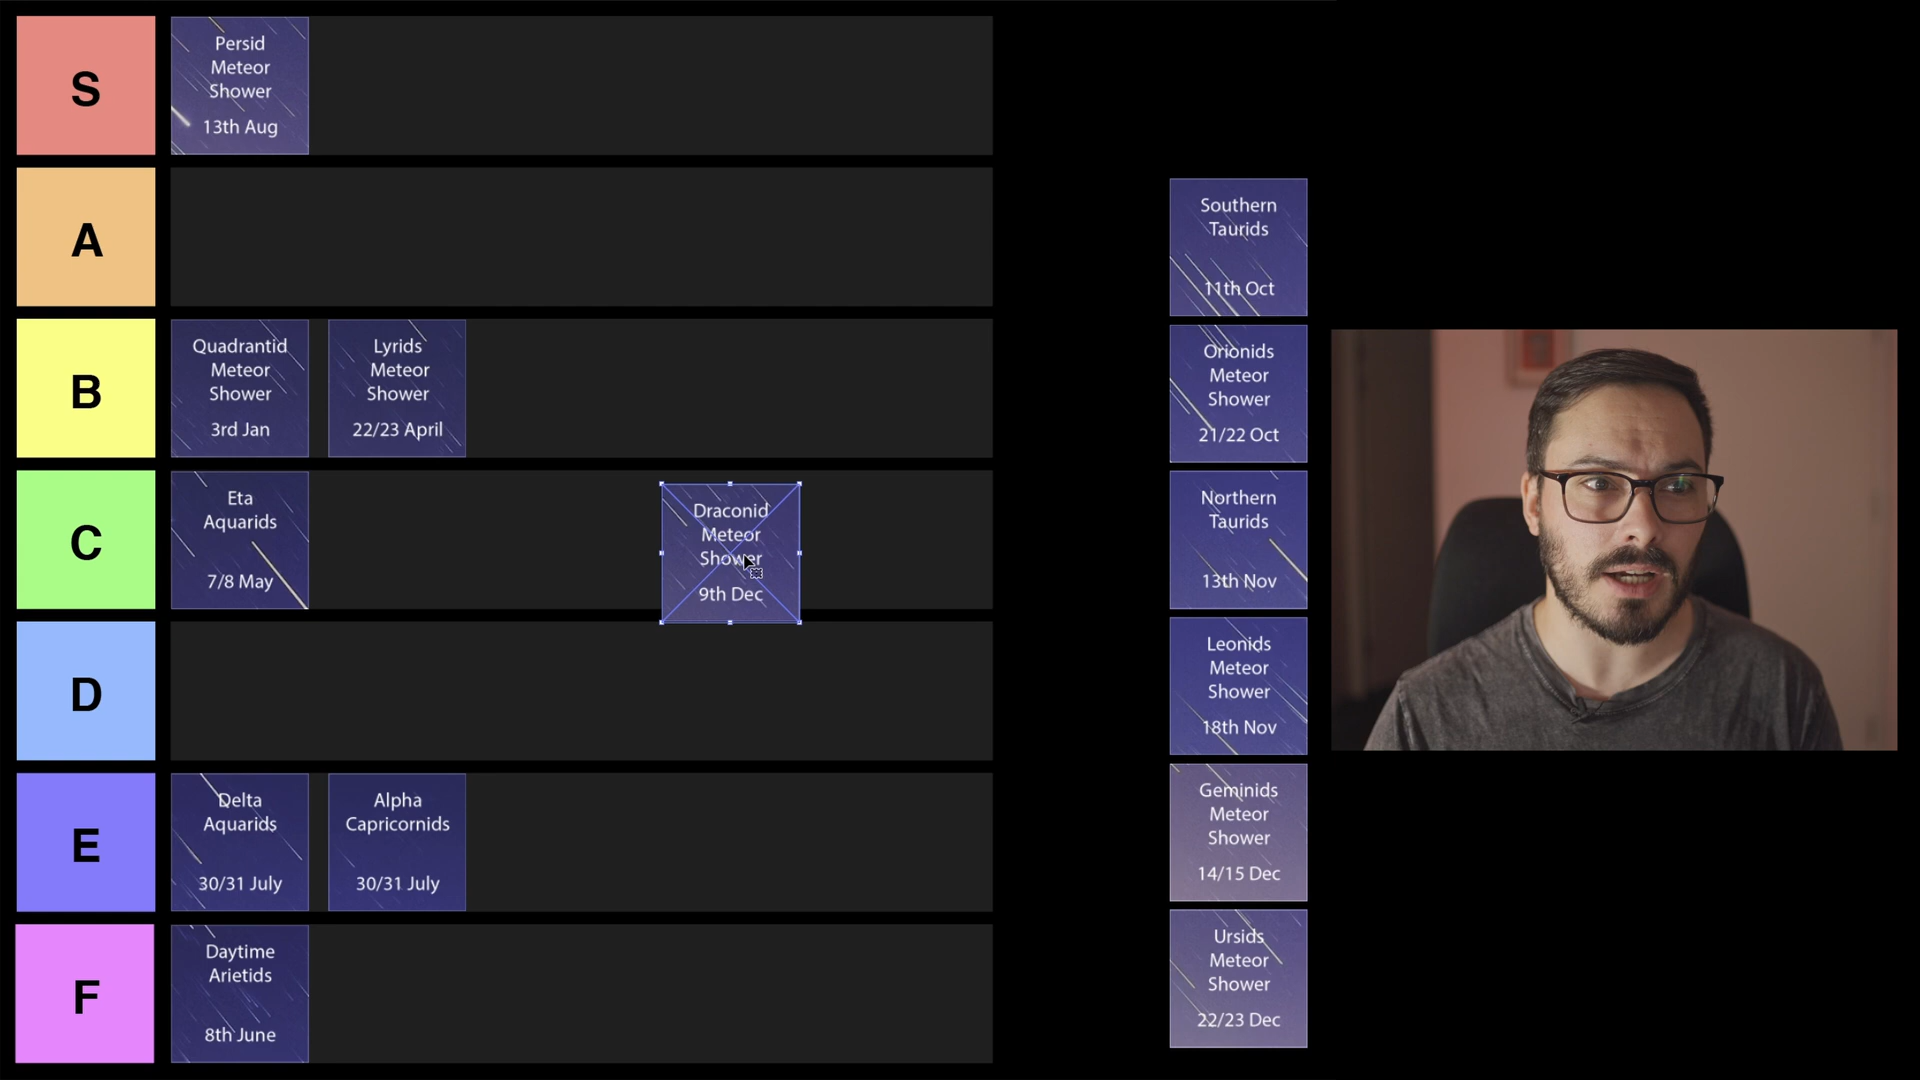 S
Persid
Meteor
Shower
13th Aug
A
B
Quadrantid
Meteor
Shower
3rd Jan
Lyrids
Meteor
Shower
22/23 April
C
Eta
Aquarids
7/8 May
Draconid
Meteor
Shower
9th Dec
D
E
Delta
Aquarids
30/31 July
Alpha
Capricornids
30/31 July
F
Daytime
Arietids
8th June
Southern
Taurids
11th Oct
Orionids
Meteor
Shower
21/22 Oct
Northern
Taurids
13th Nov
Leonids
Meteor
Shower
18th Nov
Geminids
Meteor
Shower
14/15 Dec
Ursids
Meteor
Shower
22/23 Dec